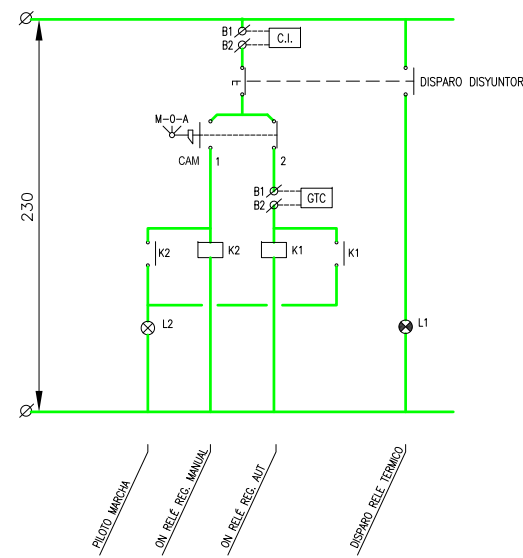 B1
B2
C.I.
F
DISPARO DISYUNTOR
M-O-A
CAM
1
2
B1
B2
GTC
230
K2
K2
K1
K1
L2
L1
PILOTO MARCHA
ON RELÉ REG. MANUAL
ON RELÉ REG. AUT
DISPARO RELE TERMICO